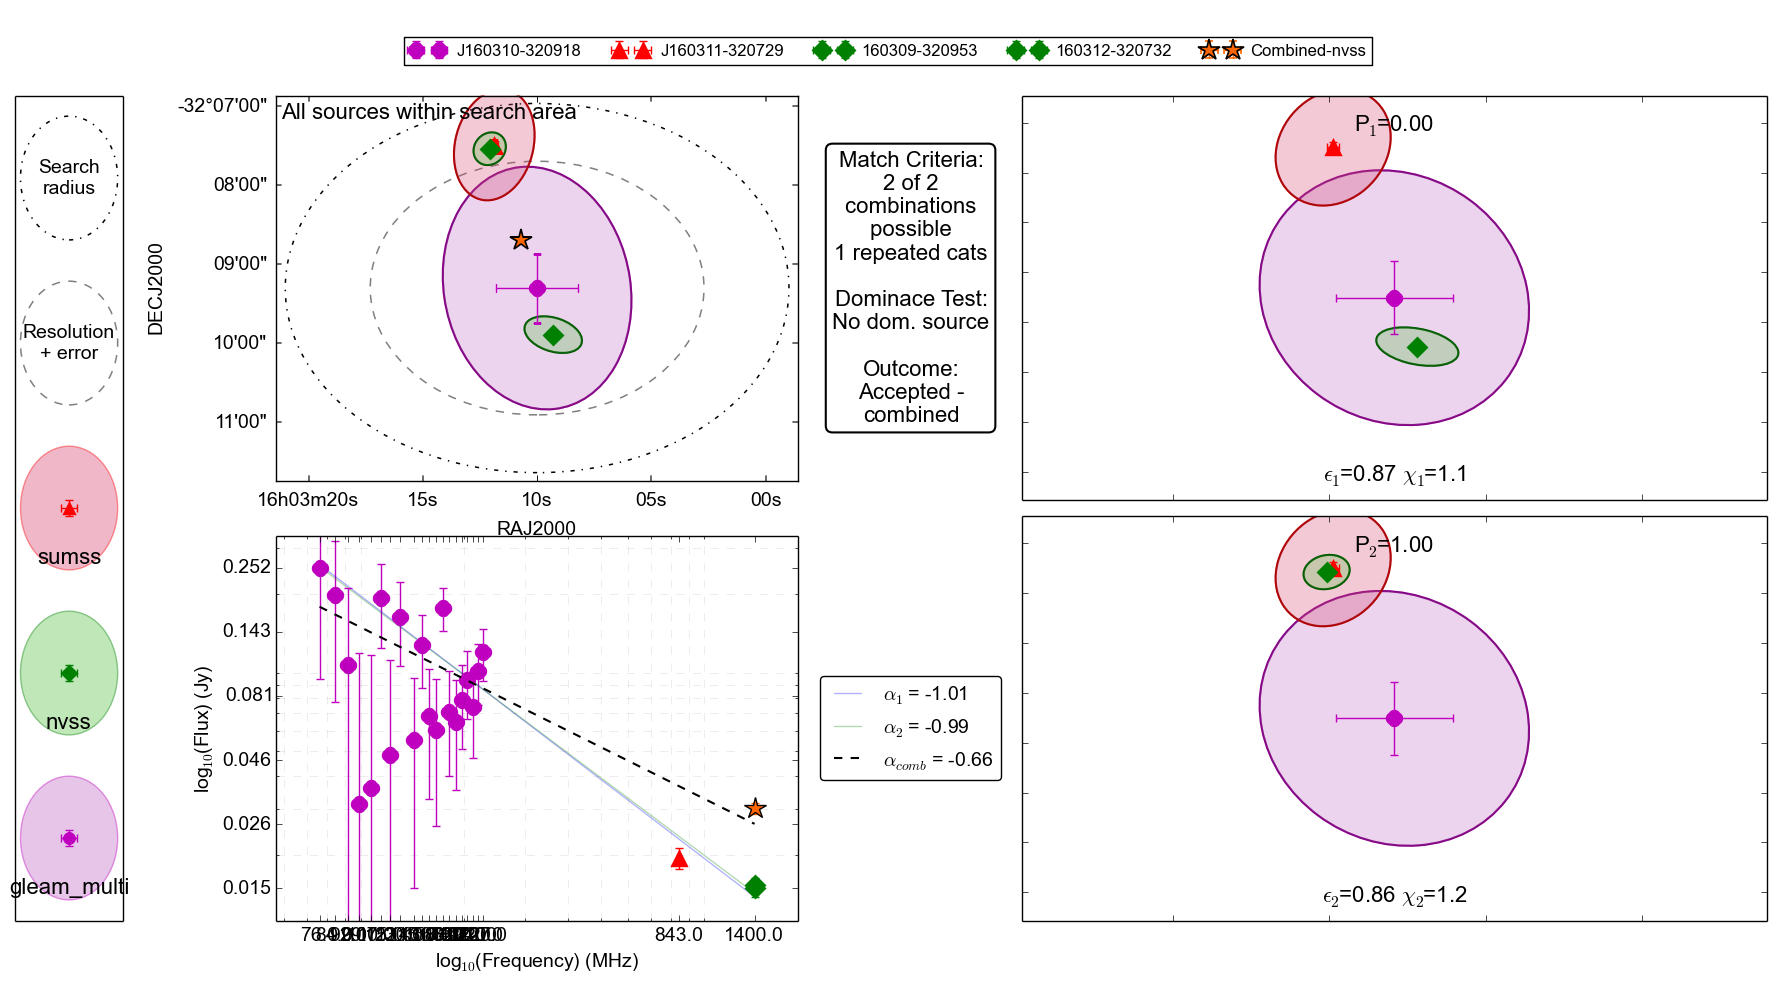 J160310-320918
J160311-320729
160309-320953
160312-320732
Combined-nvss
Search
radius
Resolution
+ error
sumss
nvss
gleam_multi
All sources within search area
DECJ2000
-32°07'00"
08'00"
09'00"
10'00"
11'00"
16h03m20s
15s
10s
05s
00s
RAJ2000
Match Criteria:
2 of 2
combinations
possible
1 repeated cats
Dominace Test:
No dom. source
Outcome:
Accepted -
combined
P1=0.00
ϵ1=0.87 χ1=1.1
P2=1.00
ϵ2=0.86 χ2=1.2
log10(Flux) (Jy)
0.252
0.143
0.081
0.046
0.026
0.015
843.0
1400.0
log10(Frequency) (MHz)
α1 = -1.01
α2 = -0.99
αcomb = -0.66